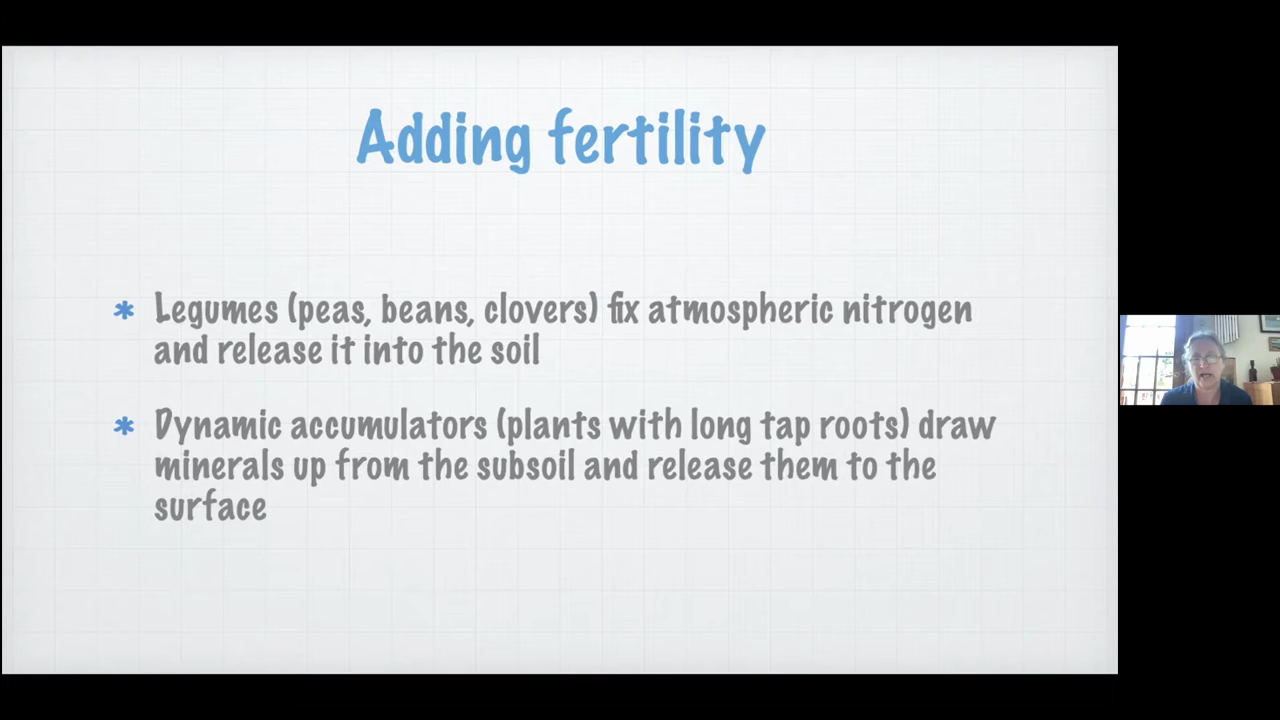 Adding fertility
* Legumes (peas, beans, clovers) fix atmospheric nitrogen
and release it into the soil
* Dynamic accumulators (plants with long tap roots) draw
minerals up from the subsoil and release them to the
surface